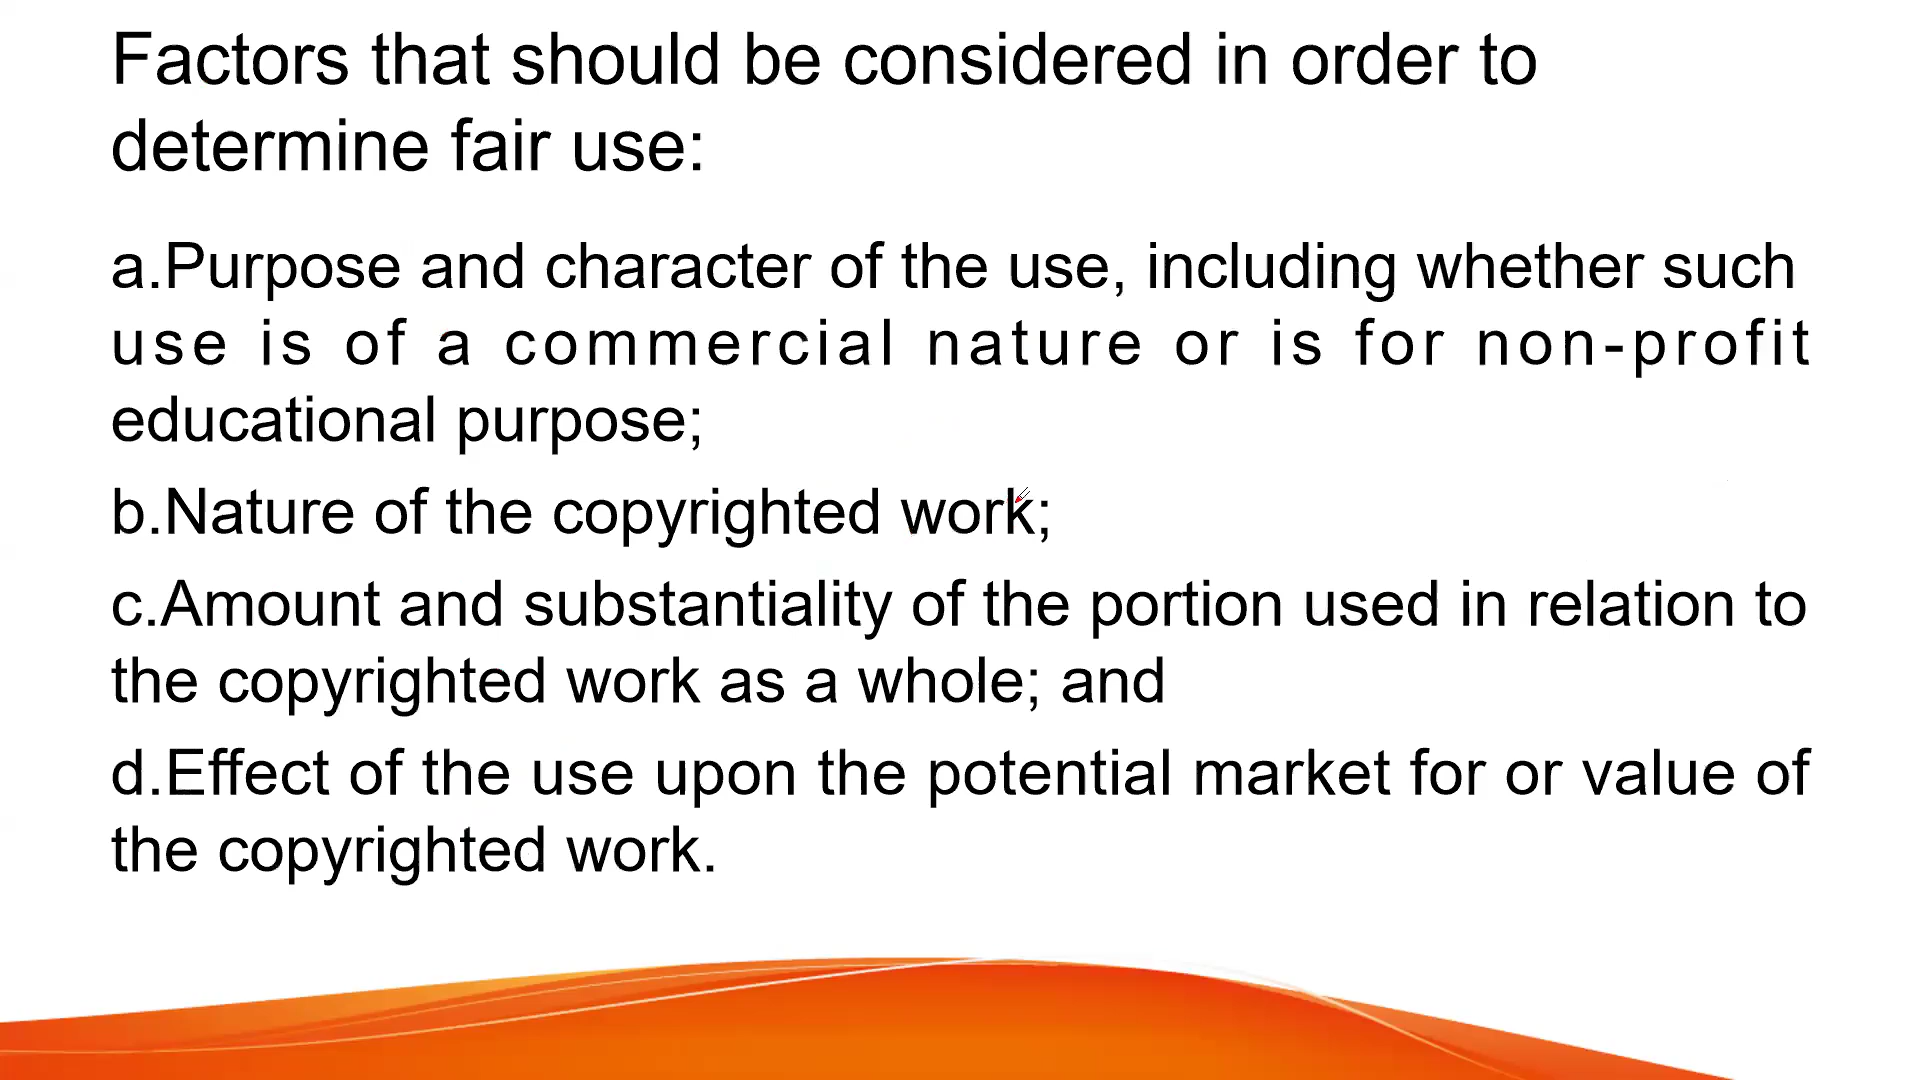 Factors that should be considered in order to
determine fair use:
a.Purpose and character of the use, including whether such
use is of a commercial nature or is for non-profit
educational purpose;
b.Nature of the copyrighted work;
c.Amount and substantiality of the portion used in relation to
the copyrighted work as a whole; and
d.Effect of the use upon the potential market for or value of
the copyrighted work.